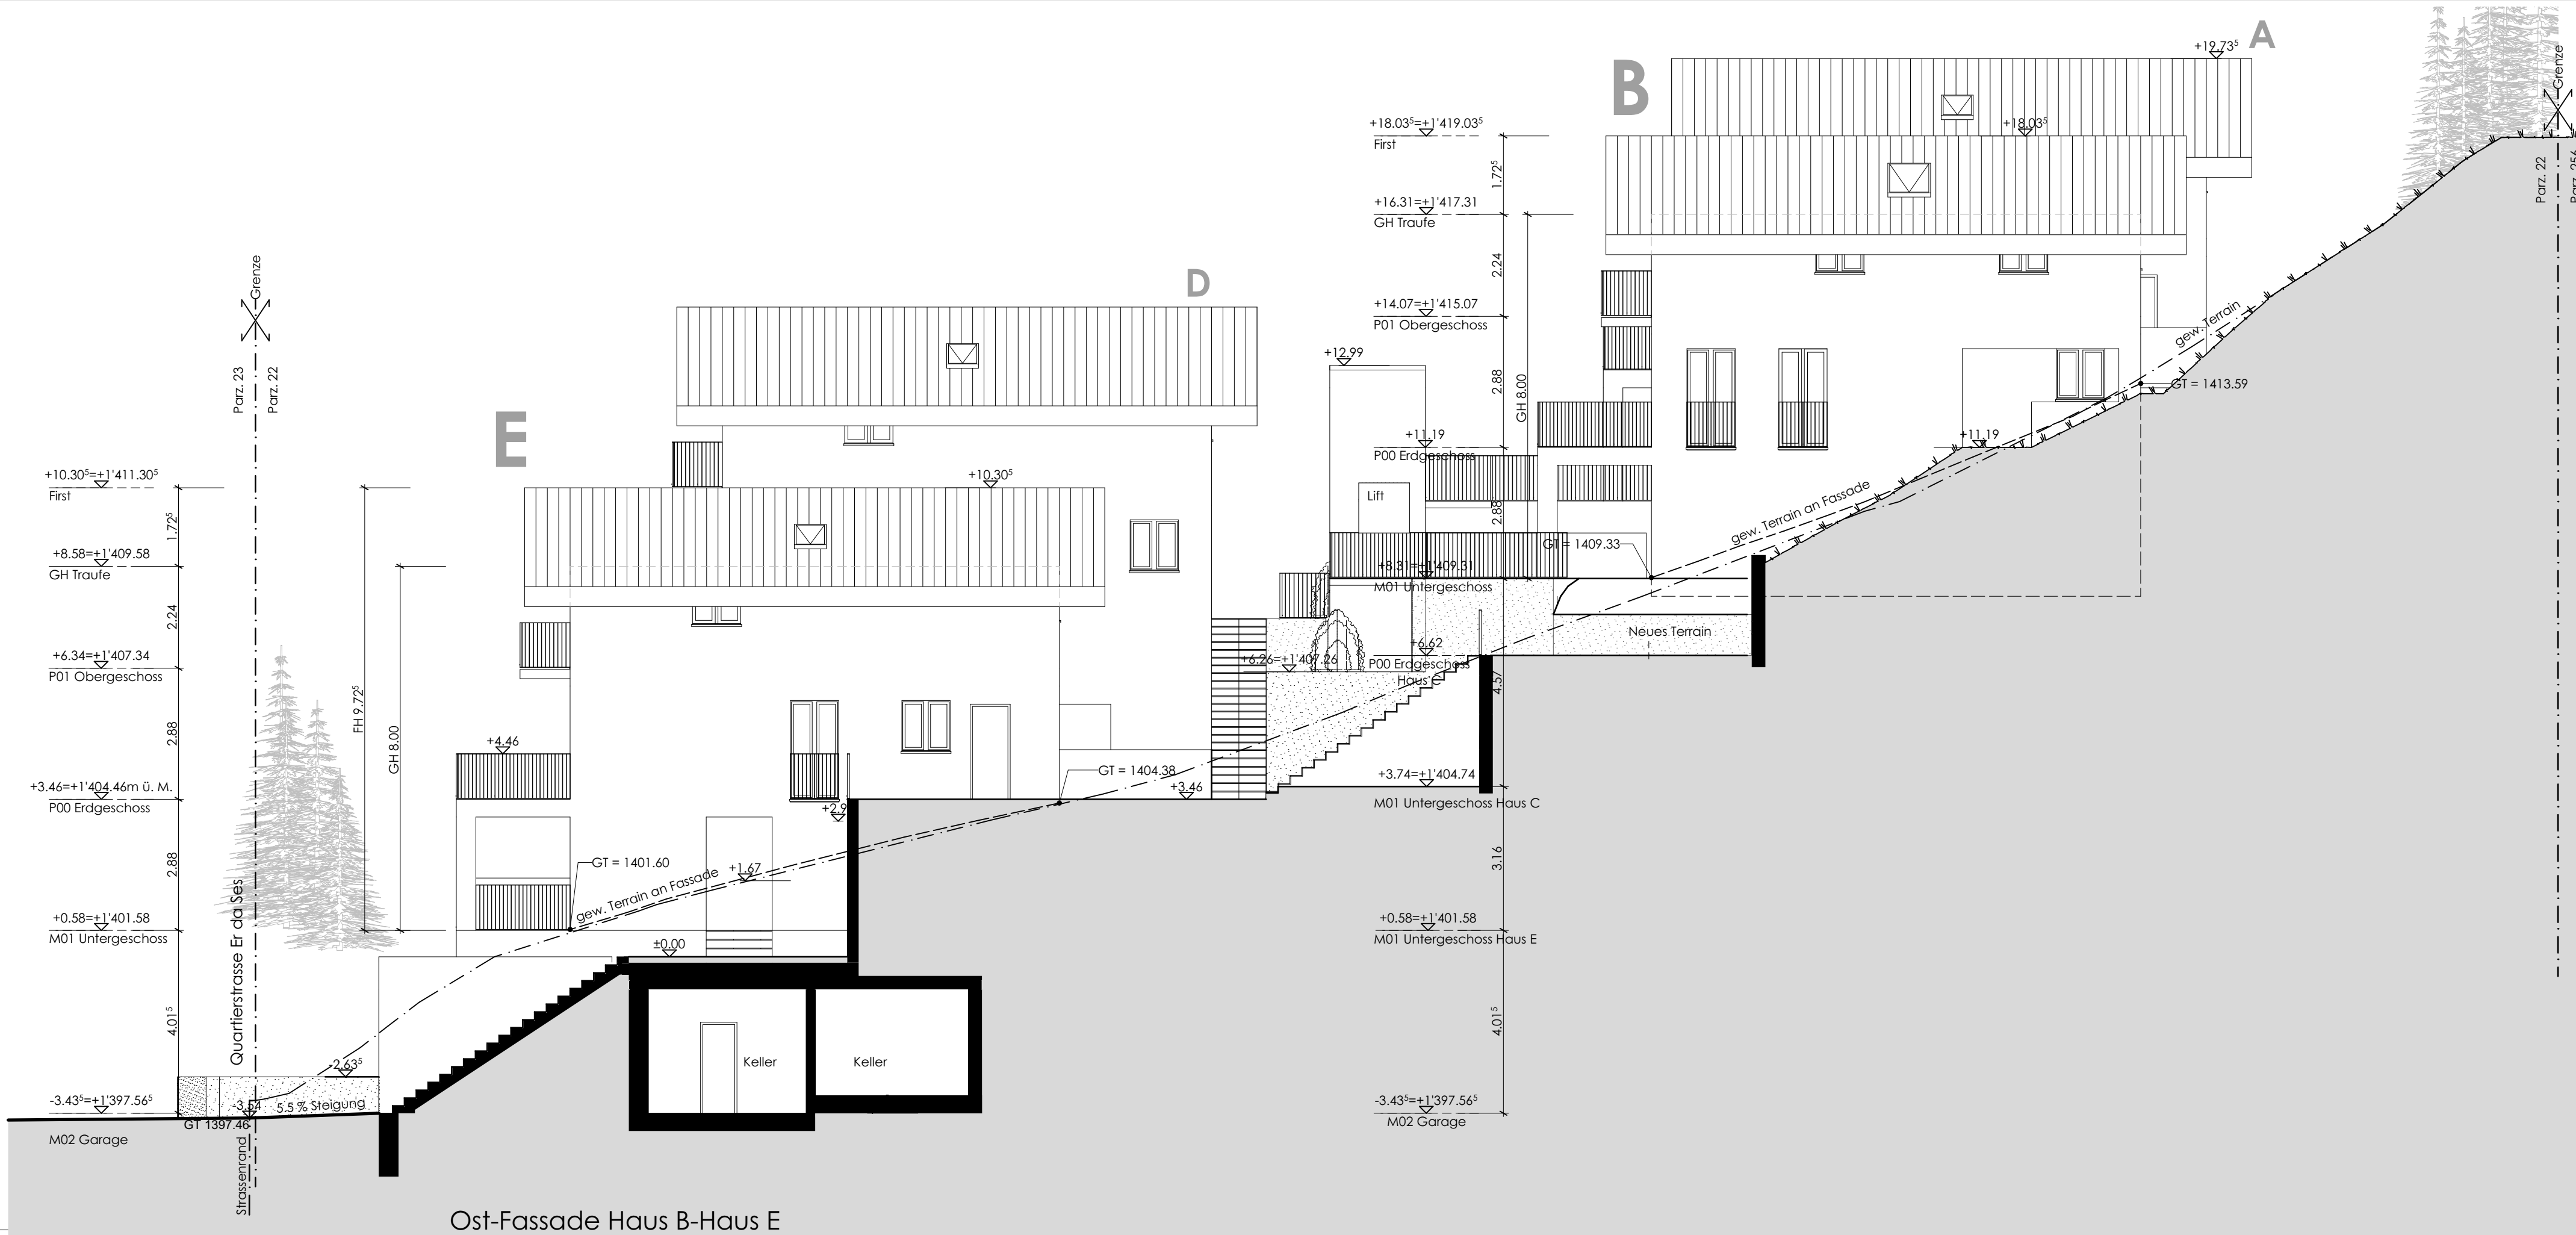 A
+19.73⁵
Grenze
B
+18.03⁵=+1'419.03⁵
First
+18.03⁵
1.72⁵
Parz. 22
+16.31=+1'417.31
GH Traufe
2.24
D
+14.07=+1'415.07
P01 Obergeschoss
gew. Terrain
+12.99
2.88
GH 8.00
GT = 1413.59
Grenze
Parz. 23
Parz. 22
E
+11.19
P00 Erdgeschoss
+11.19
+10.30⁵=+1'411.30⁵
First
+10.30⁵
Lift
2.88
gew. Terrain an Fassade
1.72⁵
GT = 1409.33
+8.58=+1'409.58
GH Traufe
+8.31=+1'409.31
M01 Untergeschoss
2.24
Neues Terrain
+6.62
P00 Erdgeschoss
Haus C
+6.26=+1'407.26
+6.34=+1'407.34
P01 Obergeschoss
4.57
FH 9.72⁵
GH 8.00
2.88
+4.46
GT = 1404.38
+3.74=+1'404.74
M01 Untergeschoss Haus C
+3.46=+1'404.46m ü. M.
P00 Erdgeschoss
+3.46
+2.9
2.88
GT = 1401.60
+1.67
gew. Terrain an Fassade
3.16
+0.58=+1'401.58
M01 Untergeschoss
+0.58=+1'401.58
M01 Untergeschoss Haus E
±0.00
Quartierstrasse Er da Ses
4.01⁵
4.01⁵
Keller
Keller
-2.63⁵
-3.43⁵=+1'397.56⁵
M02 Garage
3.54
5.5 % Steigung
GT 1397.46
Strassenrand
-3.43⁵=+1'397.56⁵
M02 Garage
Ost-Fassade Haus B-Haus E